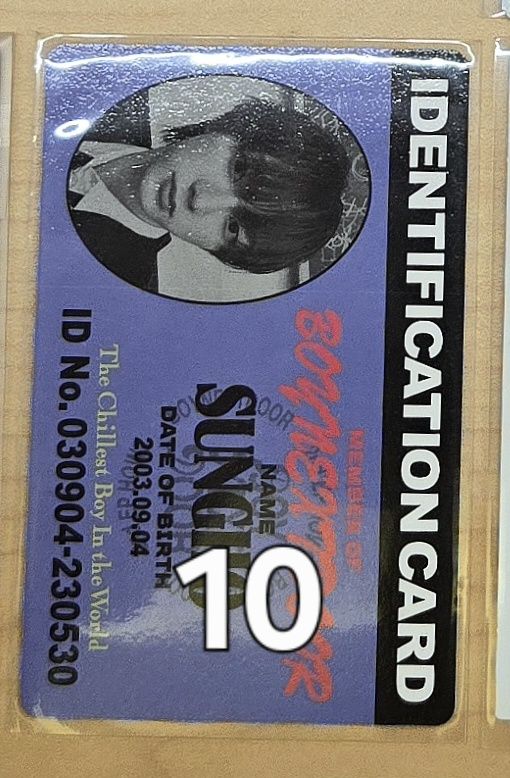 IDENTIFICATION CARD
MEMBER OF
BOYNEXTDOOR
NAME
SUNGHO
DATE OF BIRTH
2003.09.04
The Chillest Boy In the World
ID No. 030904-230530
10